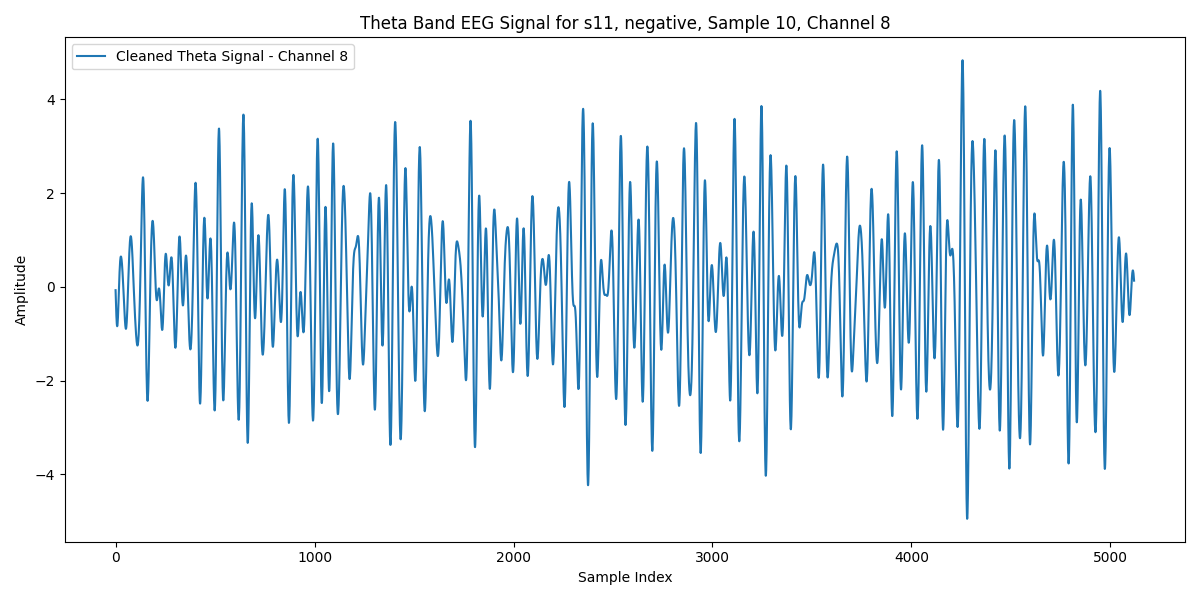 Theta Band EEG Signal for s11, negative, Sample 10, Channel 8
Cleaned Theta Signal - Channel 8
4
2
0
−2
−4
Amplitude
0 1000 2000 3000 4000 5000
Sample Index